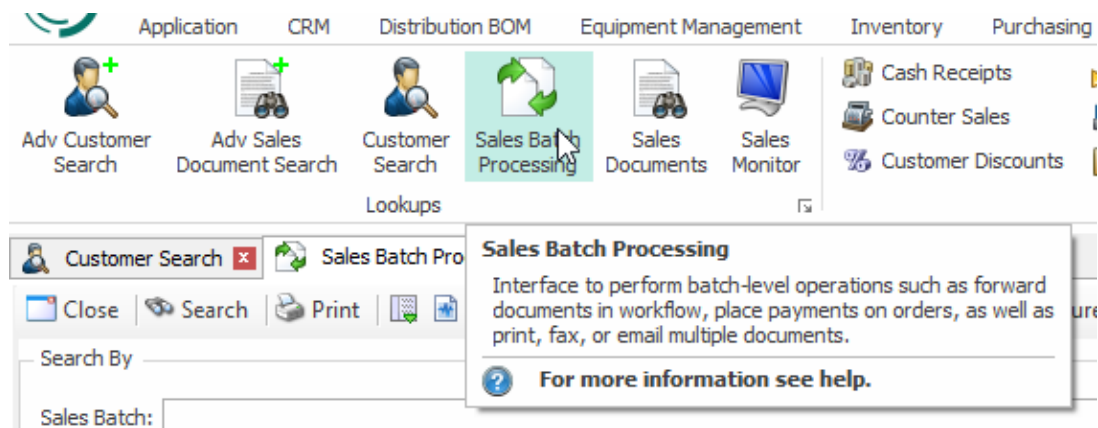 Application CRM Distribution BOM Equipment Management Inventory Purchasing
Adv Customer Search
Adv Sales Document Search
Customer Search
Sales Batch Processing
Sales Documents
Sales Monitor
Lookups
Cash Receipts
Counter Sales
Customer Discounts
Customer Search Sales Batch Pro
Close Search Print
Search By
Sales Batch:
Sales Batch Processing
Interface to perform batch-level operations such as forward
documents in workflow, place payments on orders, as well as
print, fax, or email multiple documents.
For more information see help.